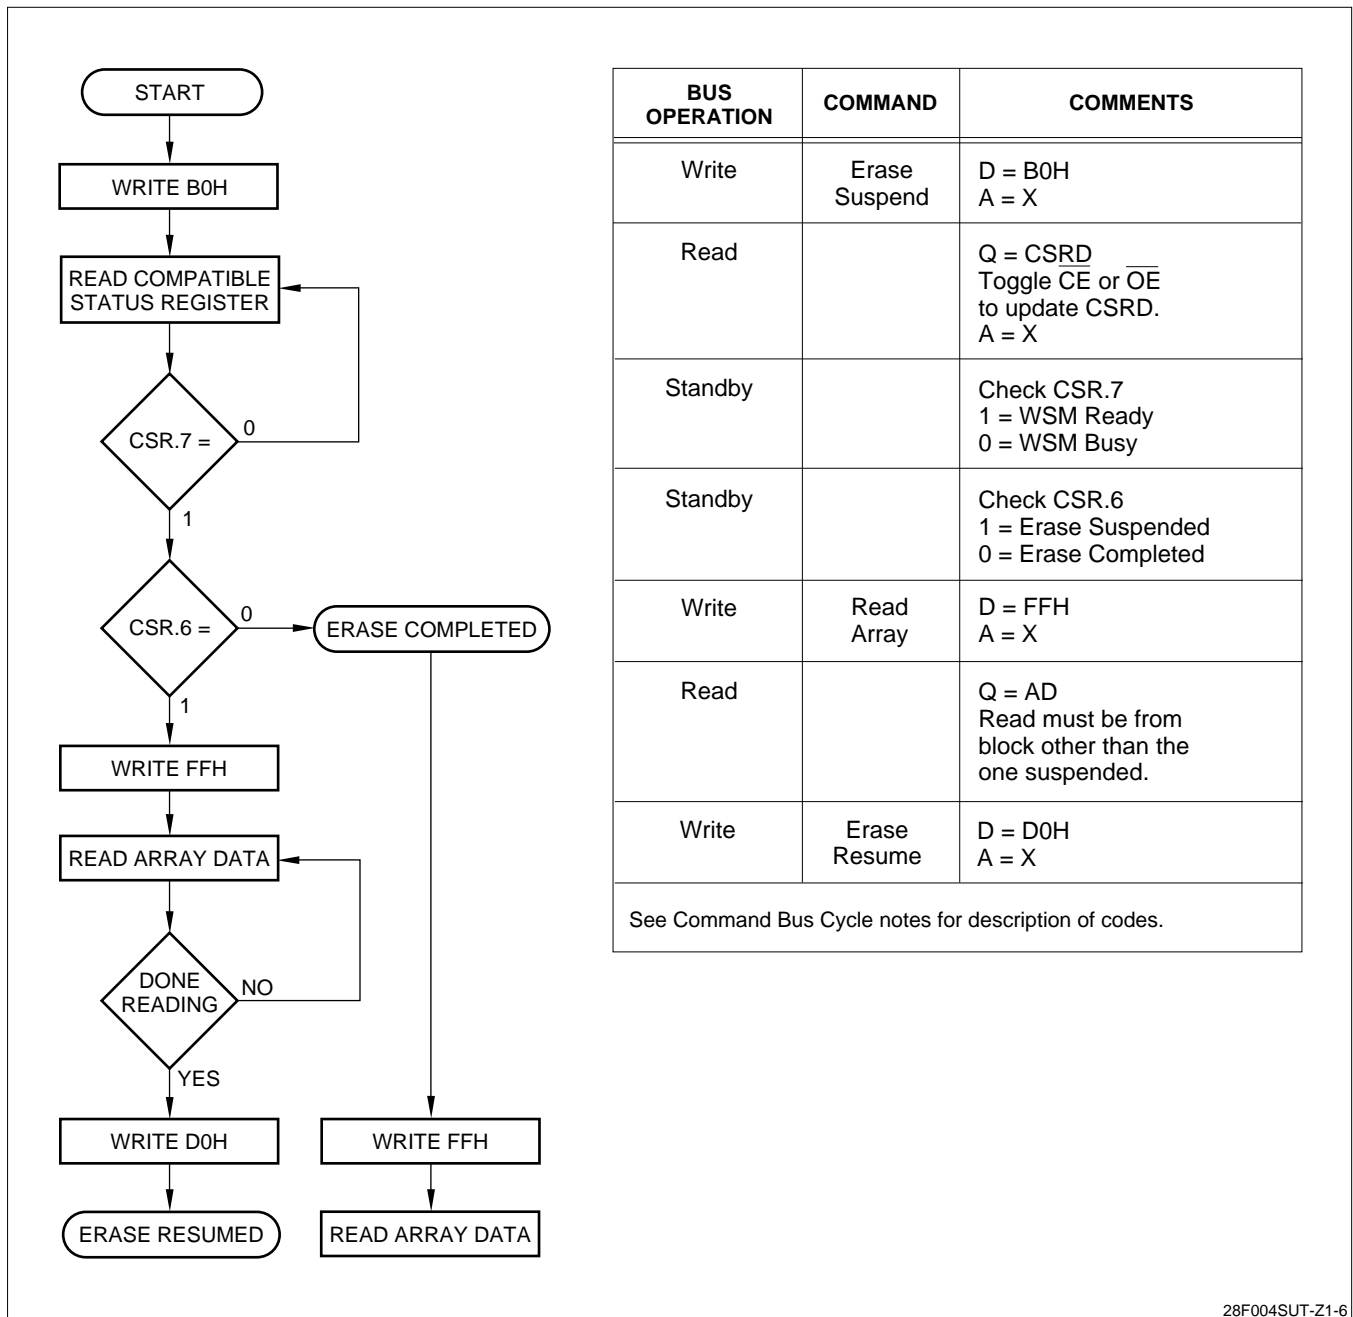 START
WRITE B0H
READ COMPATIBLE
STATUS REGISTER
CSR.7 =
0
1
CSR.6 =
0
ERASE COMPLETED
1
WRITE FFH
READ ARRAY DATA
DONE
READING
NO
YES
WRITE D0H
WRITE FFH
ERASE RESUMED
READ ARRAY DATA
BUS
OPERATION
COMMAND
COMMENTS
Write
Erase
Suspend
D = B0H
A = X
Read
Q = CSRD
Toggle C̅E̅ or O̅E̅
to update CSRD.
A = X
Standby
Check CSR.7
1 = WSM Ready
0 = WSM Busy
Standby
Check CSR.6
1 = Erase Suspended
0 = Erase Completed
Write
Read
Array
D = FFH
A = X
Read
Q = AD
Read must be from
block other than the
one suspended.
Write
Erase
Resume
D = D0H
A = X
See Command Bus Cycle notes for description of codes.
28F004SUT-Z1-6